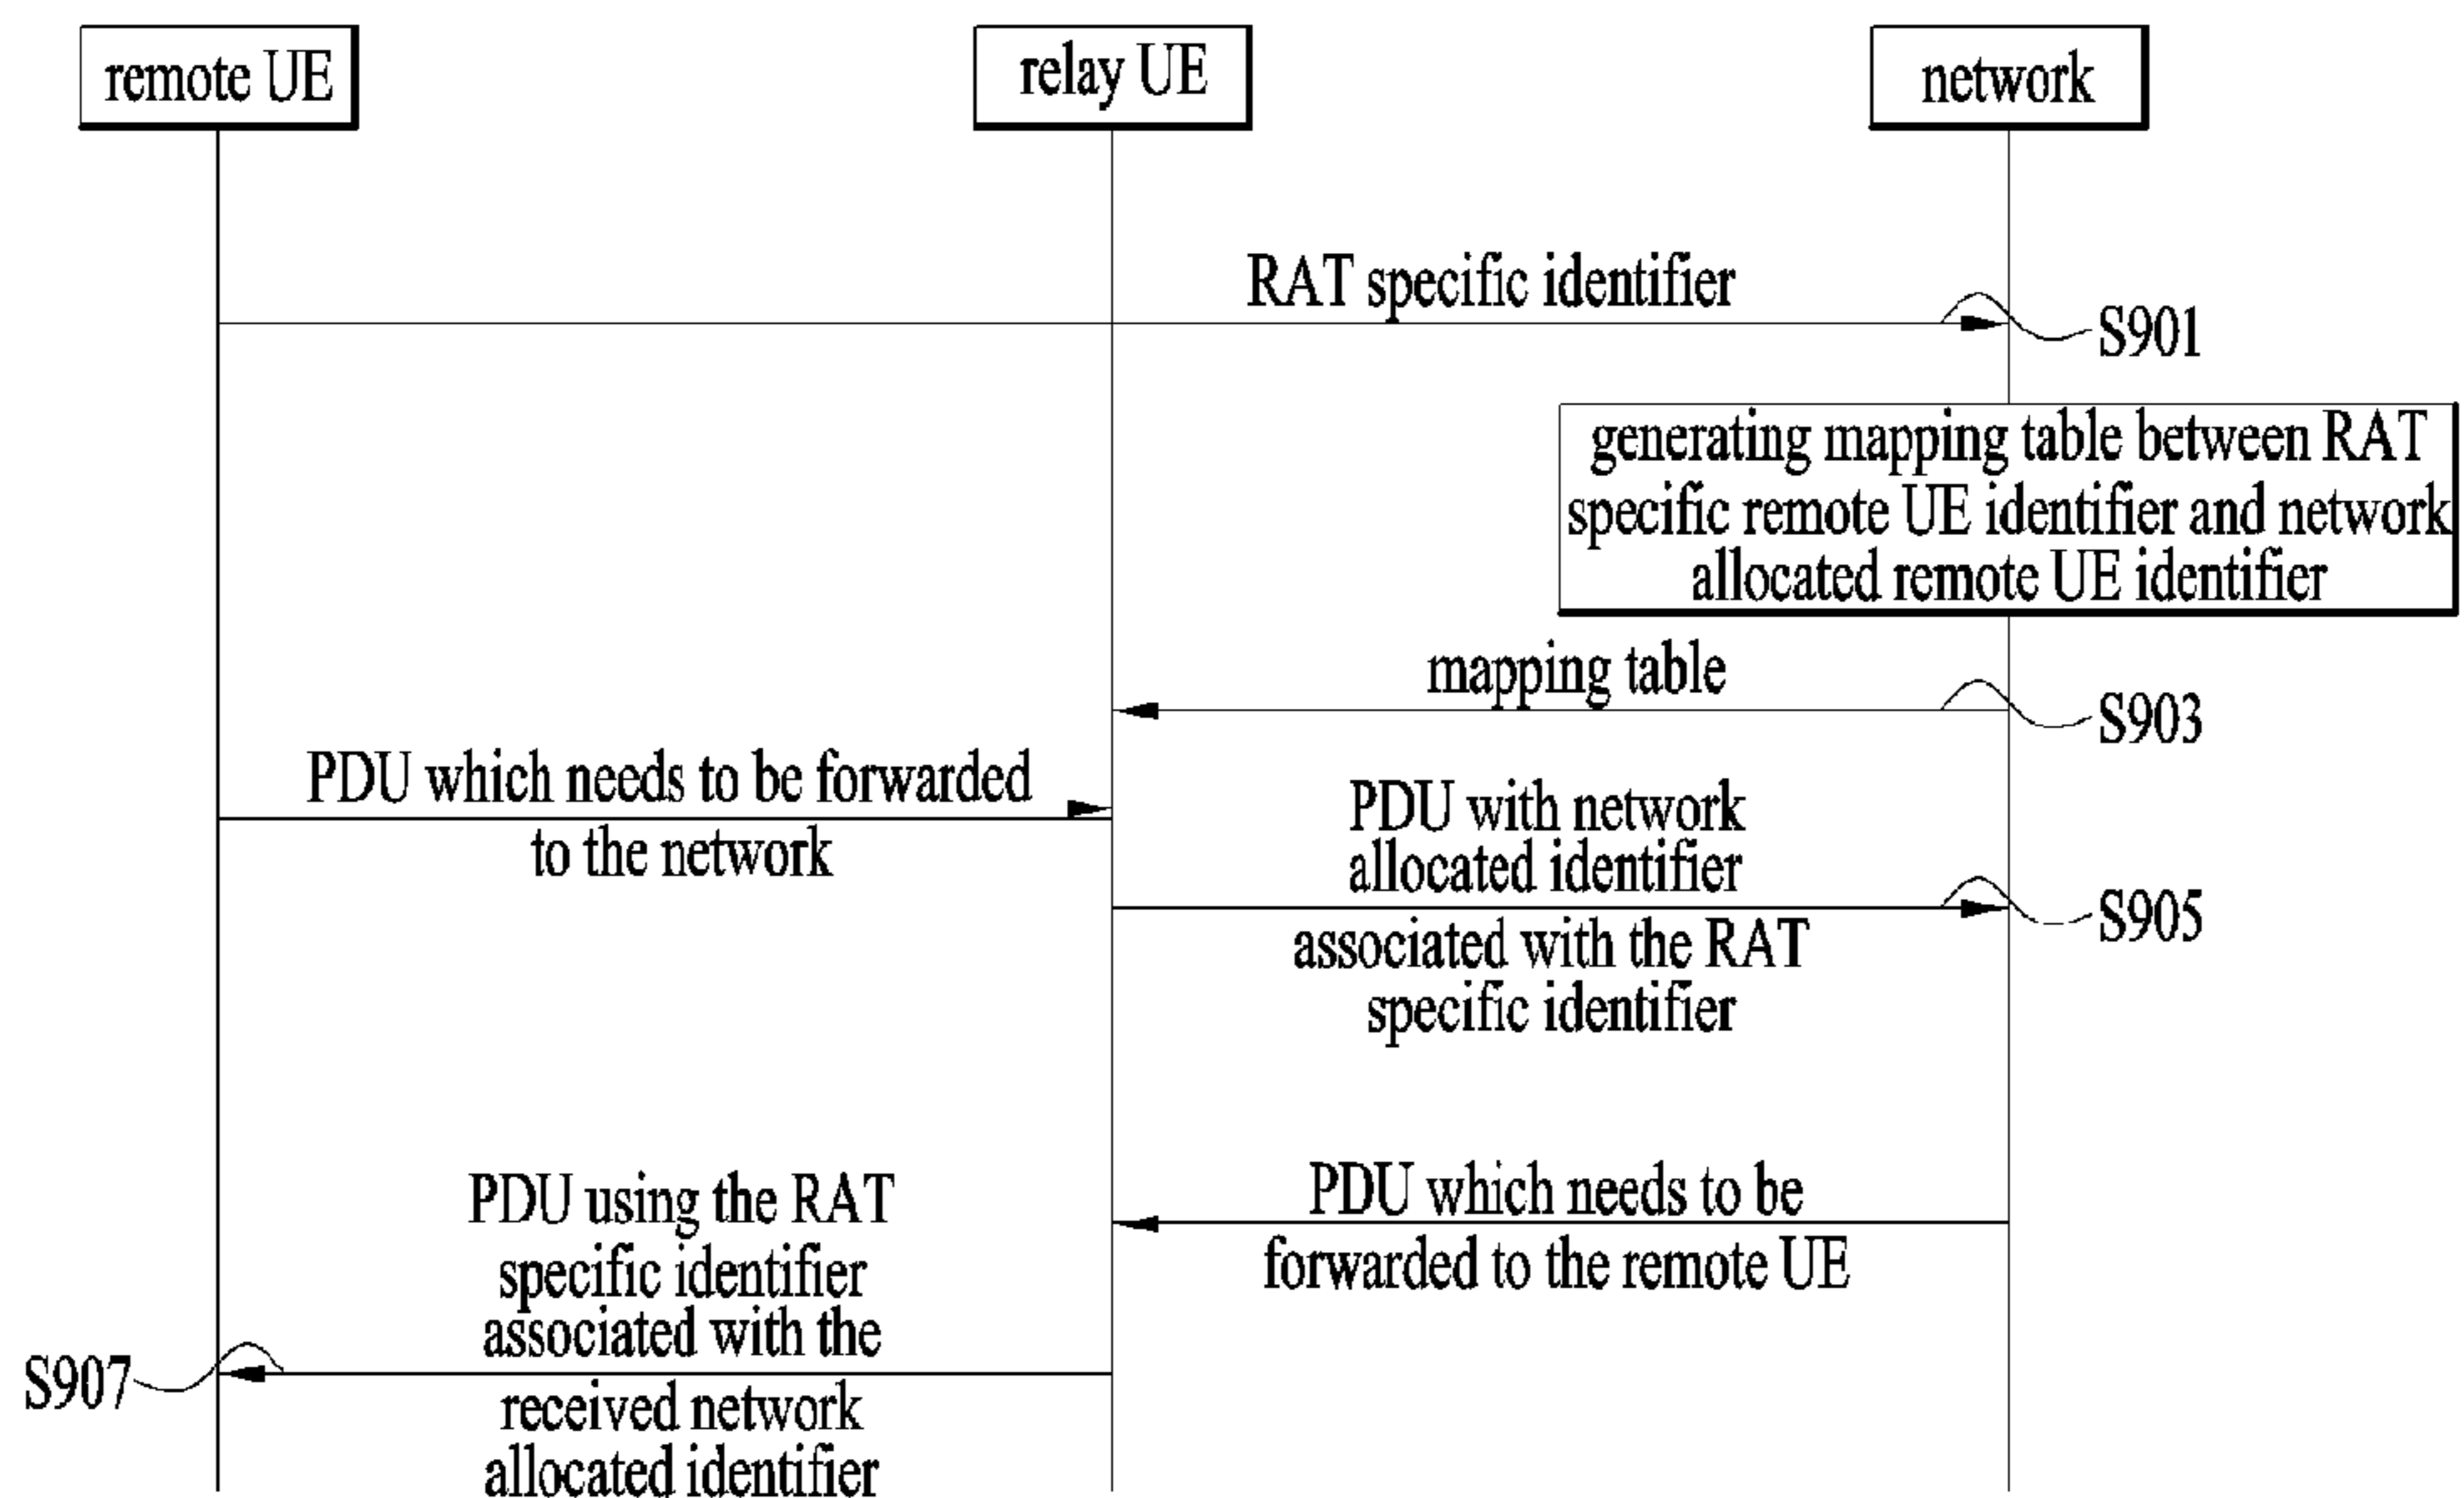 remote UE
relay UE
network
RAT specific identifier
S901
generating mapping table between RAT
specific remote UE identifier and network
allocated remote UE identifier
mapping table
S903
PDU which needs to be forwarded
to the network
PDU with network
allocated identifier
S905
associated with the RAT
specific identifier
PDU which needs to be
forwarded to the remote UE
PDU using the RAT
specific identifier
associated with the
S907
received network
allocated identifier